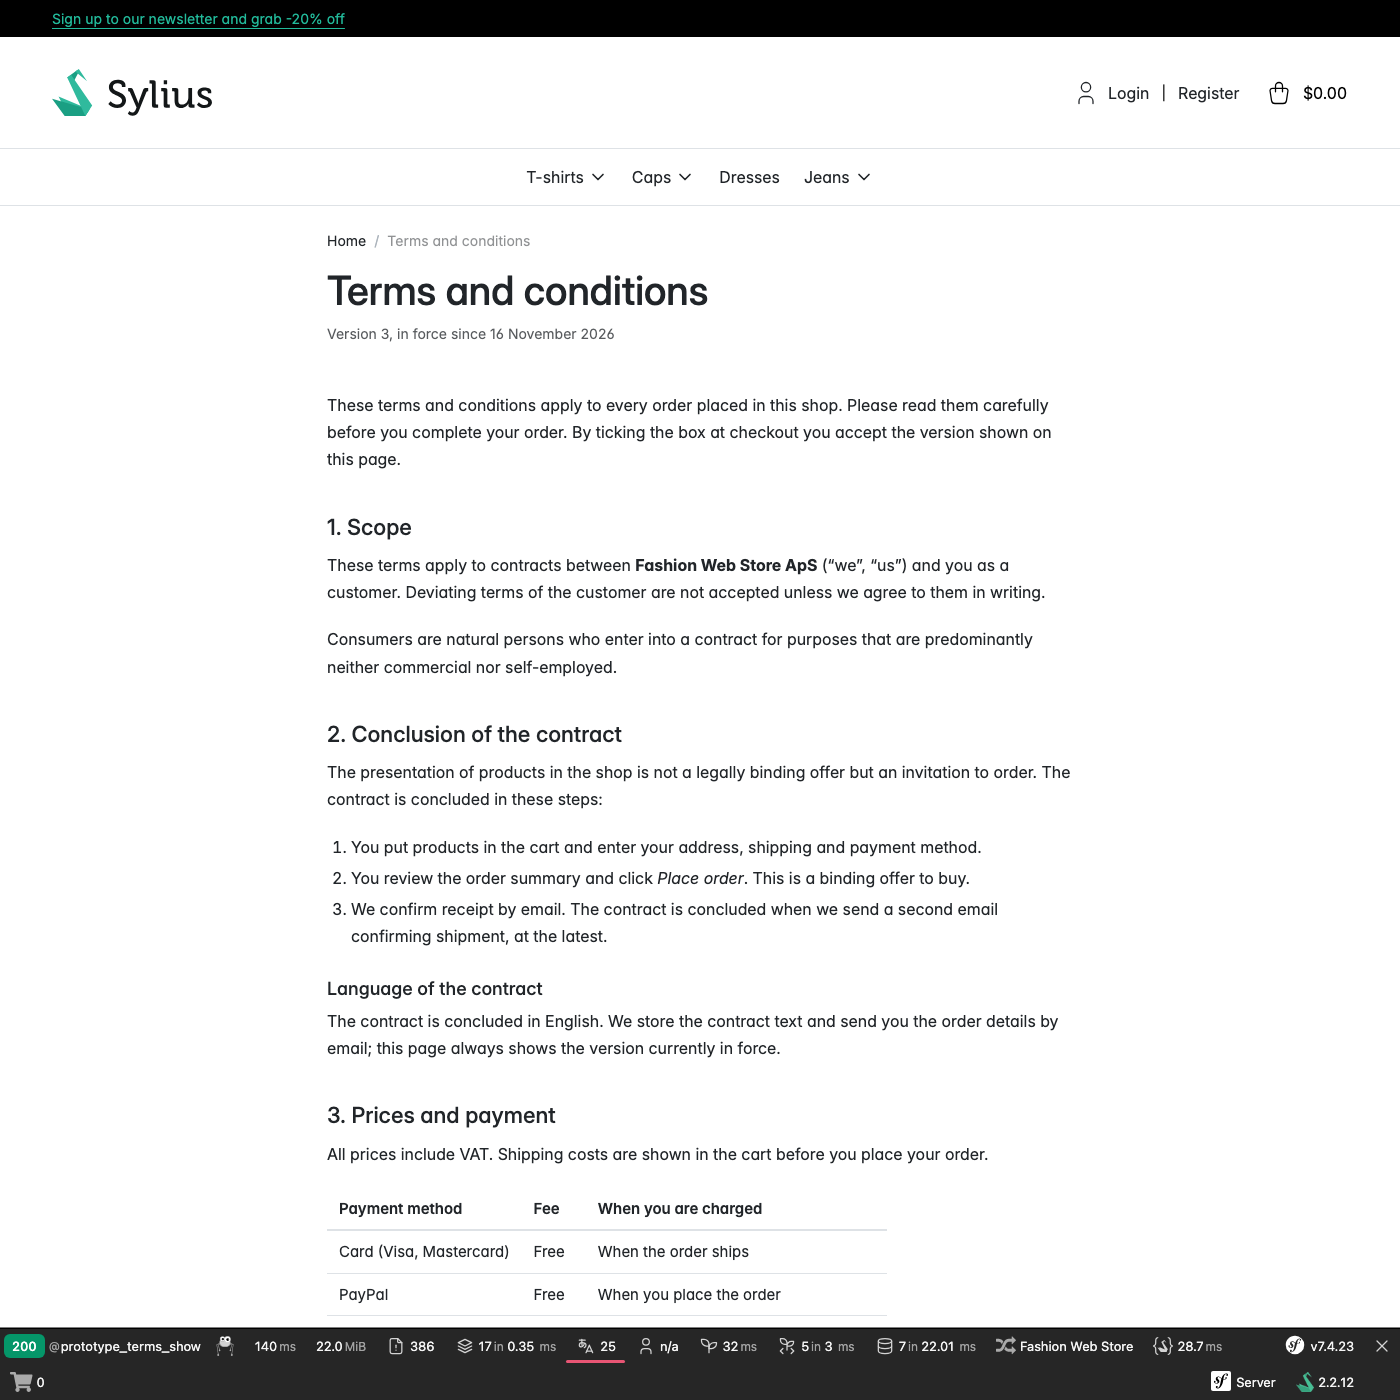 Sign up to our newsletter and grab -20% off
Sylius
Login | Register $0.00
T-shirts Caps Dresses Jeans
Home / Terms and conditions
Terms and conditions
Version 3, in force since 16 November 2026
These terms and conditions apply to every order placed in this shop. Please read them carefully
before you complete your order. By ticking the box at checkout you accept the version shown on
this page.
1. Scope
These terms apply to contracts between Fashion Web Store ApS (“we”, “us”) and you as a
customer. Deviating terms of the customer are not accepted unless we agree to them in writing.
Consumers are natural persons who enter into a contract for purposes that are predominantly
neither commercial nor self-employed.
2. Conclusion of the contract
The presentation of products in the shop is not a legally binding offer but an invitation to order. The
contract is concluded in these steps:
1. You put products in the cart and enter your address, shipping and payment method.
2. You review the order summary and click Place order. This is a binding offer to buy.
3. We confirm receipt by email. The contract is concluded when we send a second email
confirming shipment, at the latest.
Language of the contract
The contract is concluded in English. We store the contract text and send you the order details by
email; this page always shows the version currently in force.
3. Prices and payment
All prices include VAT. Shipping costs are shown in the cart before you place your order.
Payment method Fee When you are charged
Card (Visa, Mastercard) Free When the order ships
PayPal Free When you place the order
200 @prototype_terms_show 140 ms 22.0 MiB 386 17 in 0.35 ms 25 n/a 32 ms 5 in 3 ms 7 in 22.01 ms Fashion Web Store 28.7 ms v7.4.23
0 Server 2.2.12